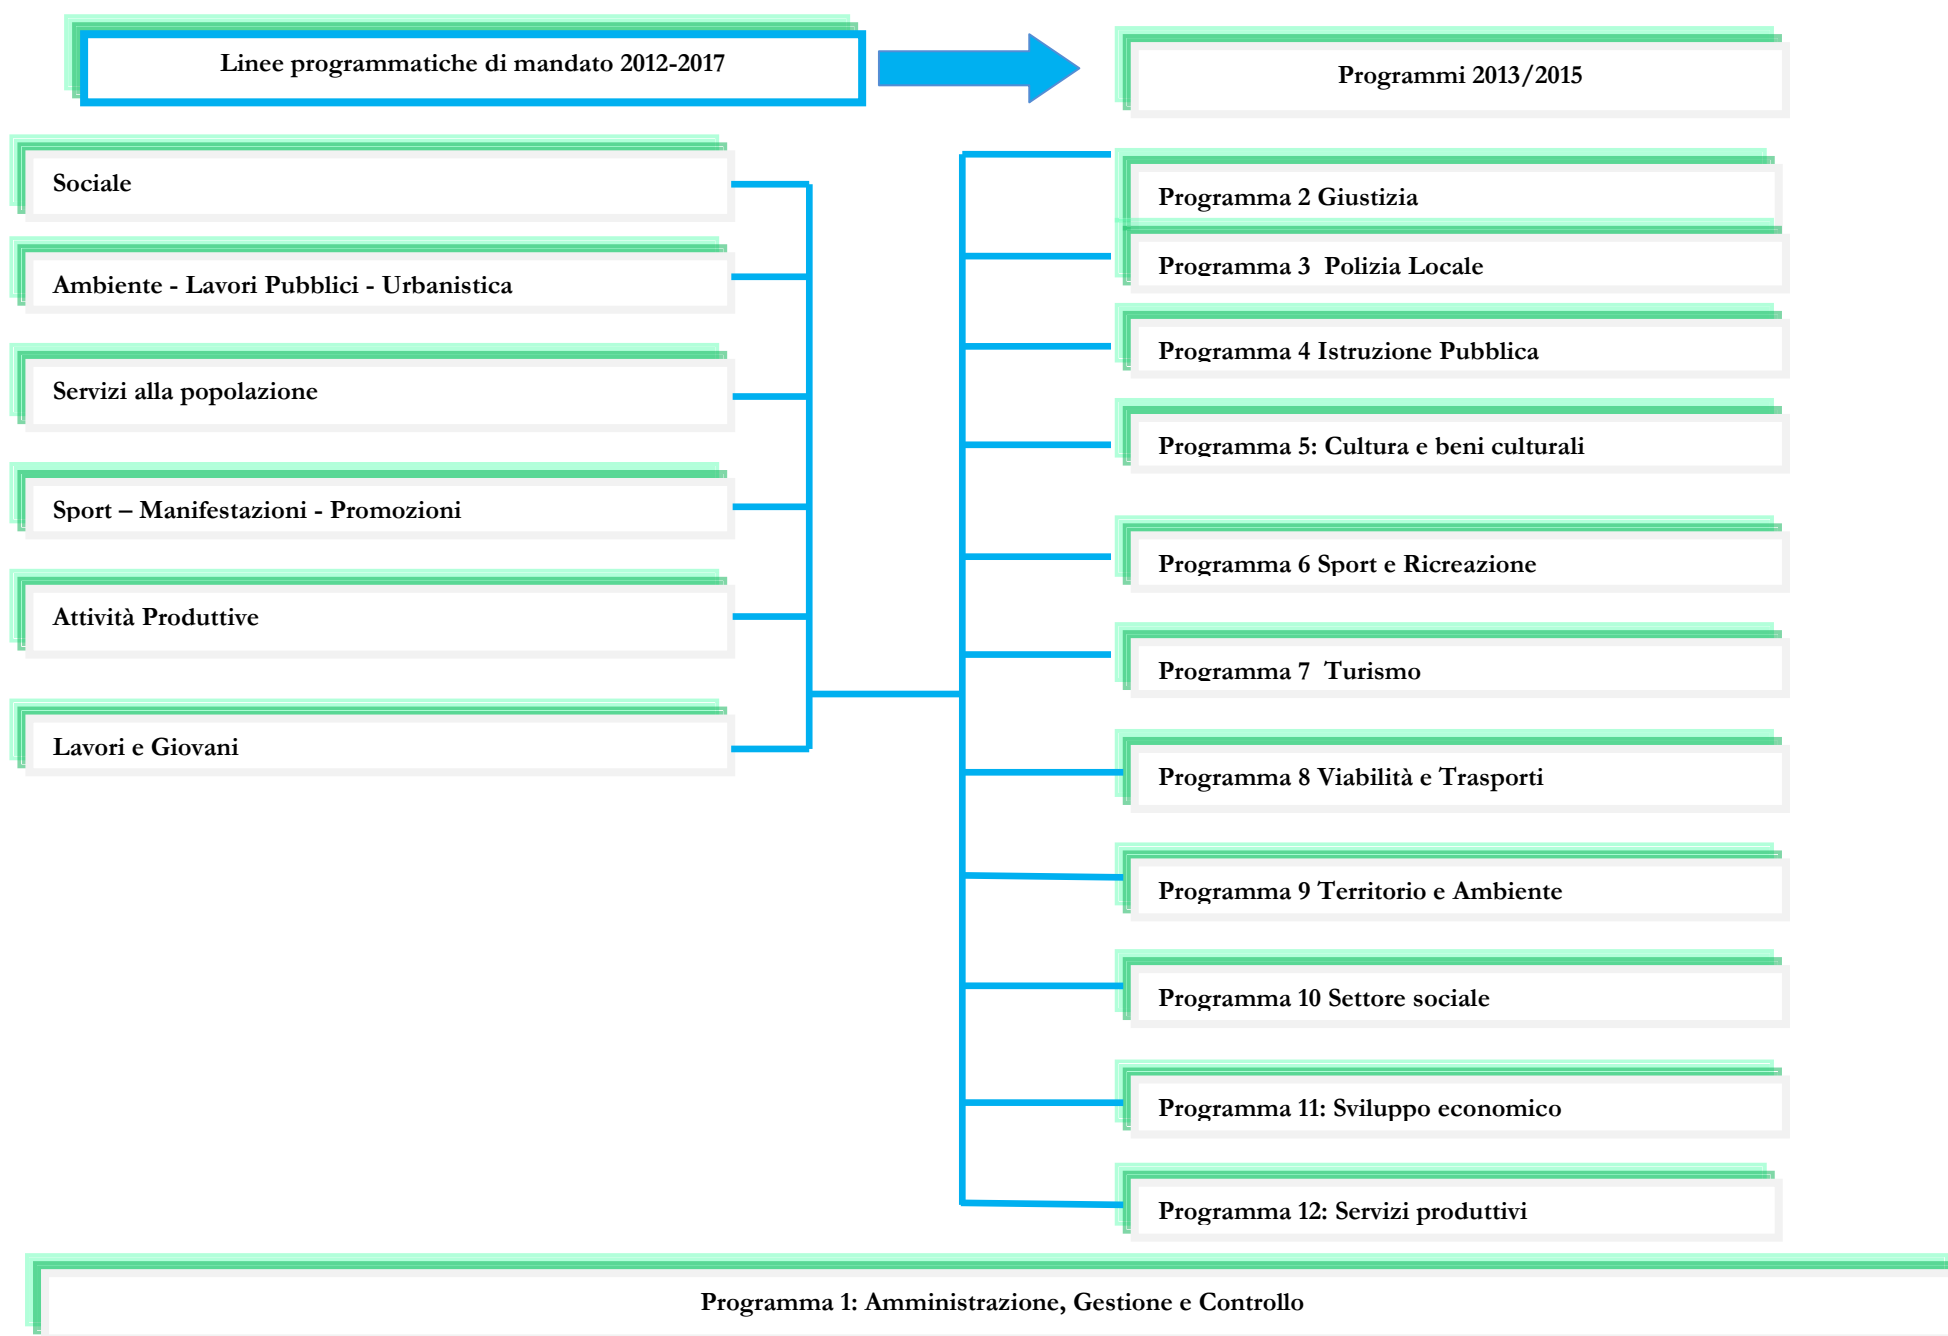 Linee programmatiche di mandato 2012-2017
Programmi 2013/2015
Sociale
Ambiente - Lavori Pubblici - Urbanistica
Servizi alla popolazione
Sport – Manifestazioni - Promozioni
Attività Produttive
Lavori e Giovani
Programma 2 Giustizia
Programma 3 Polizia Locale
Programma 4 Istruzione Pubblica
Programma 5: Cultura e beni culturali
Programma 6 Sport e Ricreazione
Programma 7 Turismo
Programma 8 Viabilità e Trasporti
Programma 9 Territorio e Ambiente
Programma 10 Settore sociale
Programma 11: Sviluppo economico
Programma 12: Servizi produttivi
Programma 1: Amministrazione, Gestione e Controllo